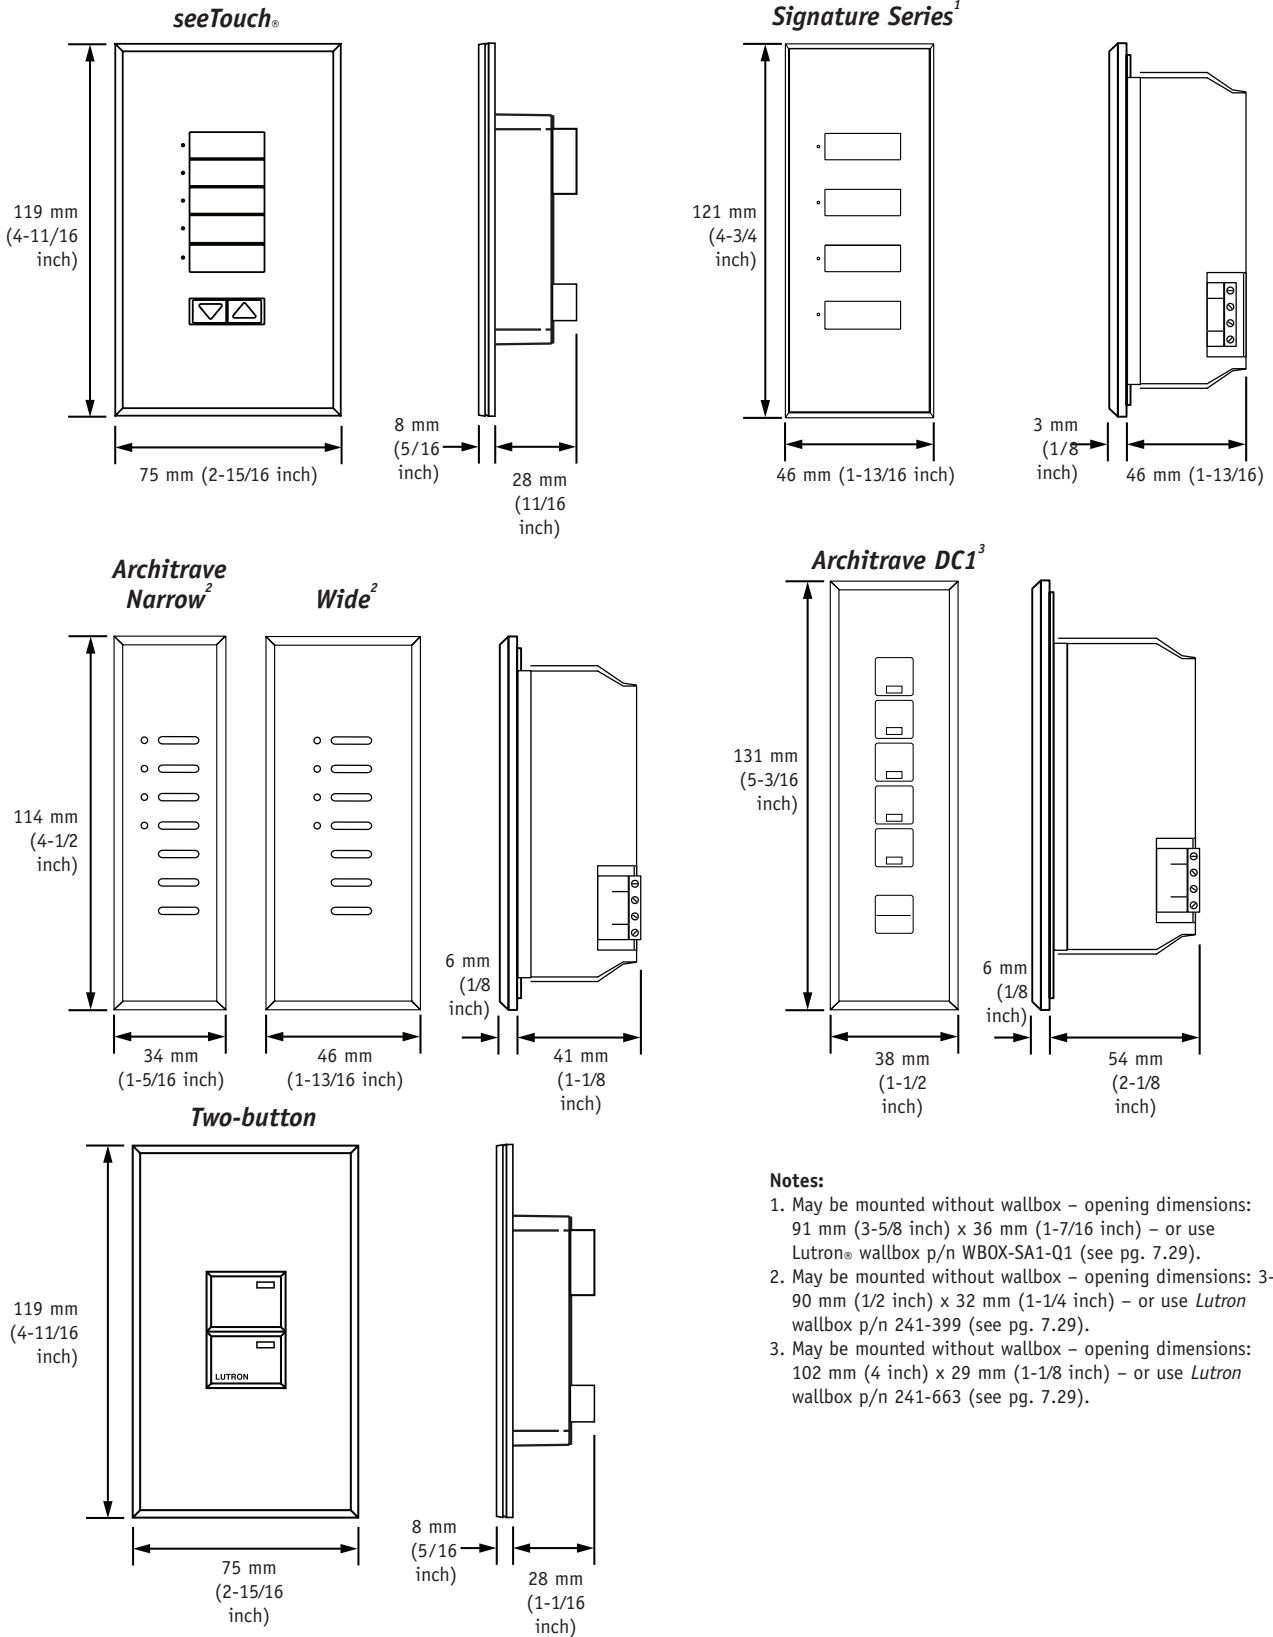 seeTouch®
119 mm
(4-11/16
inch)
75 mm (2-15/16 inch)
8 mm
(5/16
inch)
28 mm
(11/16
inch)
Signature Series1
121 mm
(4-3/4
inch)
46 mm (1-13/16 inch)
3 mm
(1/8
inch)
46 mm (1-13/16)
Architrave
Narrow2
Wide2
114 mm
(4-1/2
inch)
34 mm
(1-5/16 inch)
46 mm
(1-13/16 inch)
6 mm
(1/8
inch)
41 mm
(1-1/8
inch)
Architrave DC13
131 mm
(5-3/16
inch)
38 mm
(1-1/2
inch)
6 mm
(1/8
inch)
54 mm
(2-1/8
inch)
Two-button
119 mm
(4-11/16
inch)
LUTRON
75 mm
(2-15/16
inch)
8 mm
(5/16
inch)
28 mm
(1-1/16
inch)
Notes:
1. May be mounted without wallbox – opening dimensions:
91 mm (3-5/8 inch) x 36 mm (1-7/16 inch) – or use
Lutron® wallbox p/n WBOX-SA1-Q1 (see pg. 7.29).
2. May be mounted without wallbox – opening dimensions: 3-
90 mm (1/2 inch) x 32 mm (1-1/4 inch) – or use Lutron
wallbox p/n 241-399 (see pg. 7.29).
3. May be mounted without wallbox – opening dimensions:
102 mm (4 inch) x 29 mm (1-1/8 inch) – or use Lutron
wallbox p/n 241-663 (see pg. 7.29).